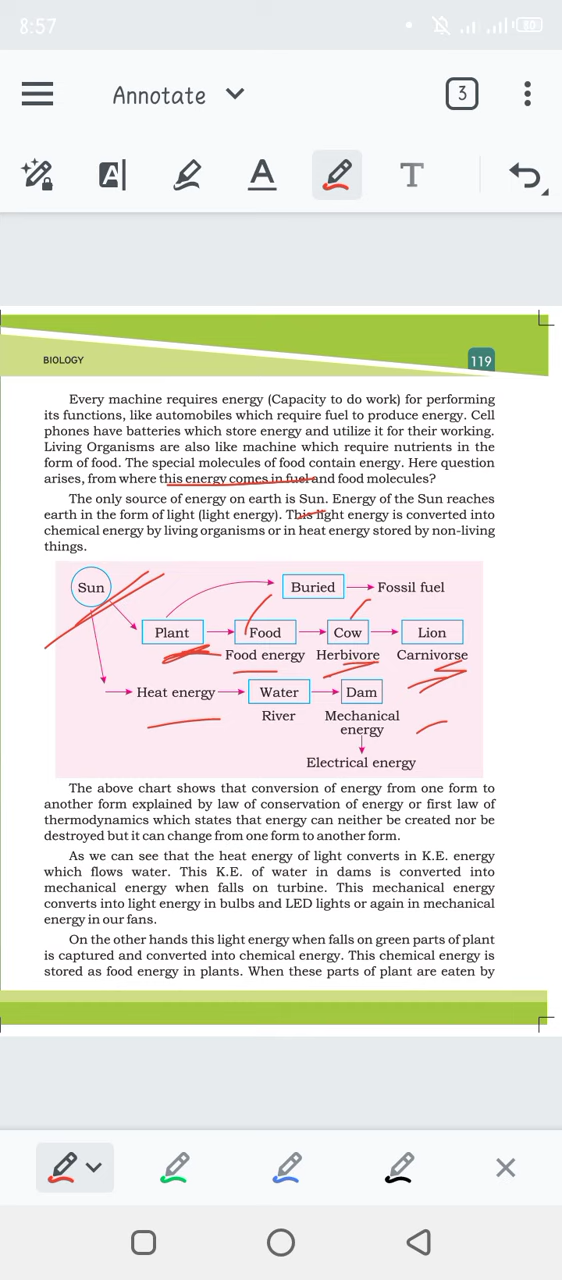 8:57
80
Annotate
3
A
A
T
BIOLOGY
119
Every machine requires energy (Capacity to do work) for performing
its functions, like automobiles which require fuel to produce energy. Cell
phones have batteries which store energy and utilize it for their working.
Living Organisms are also like machine which require nutrients in the
form of food. The special molecules of food contain energy. Here question
arises, from where this energy comes in fuel and food molecules?
The only source of energy on earth is Sun. Energy of the Sun reaches
earth in the form of light (light energy). This light energy is converted into
chemical energy by living organisms or in heat energy stored by non-living
things.
Sun
Buried
Fossil fuel
Plant
Food
Cow
Lion
Food energy
Herbivore
Carnivorse
Heat energy
Water
Dam
River
Mechanical
energy
Electrical energy
The above chart shows that conversion of energy from one form to
another form explained by law of conservation of energy or first law of
thermodynamics which states that energy can neither be created nor be
destroyed but it can change from one form to another form.
As we can see that the heat energy of light converts in K.E. energy
which flows water. This K.E. of water in dams is converted into
mechanical energy when falls on turbine. This mechanical energy
converts into light energy in bulbs and LED lights or again in mechanical
energy in our fans.
On the other hands this light energy when falls on green parts of plant
is captured and converted into chemical energy. This chemical energy is
stored as food energy in plants. When these parts of plant are eaten by